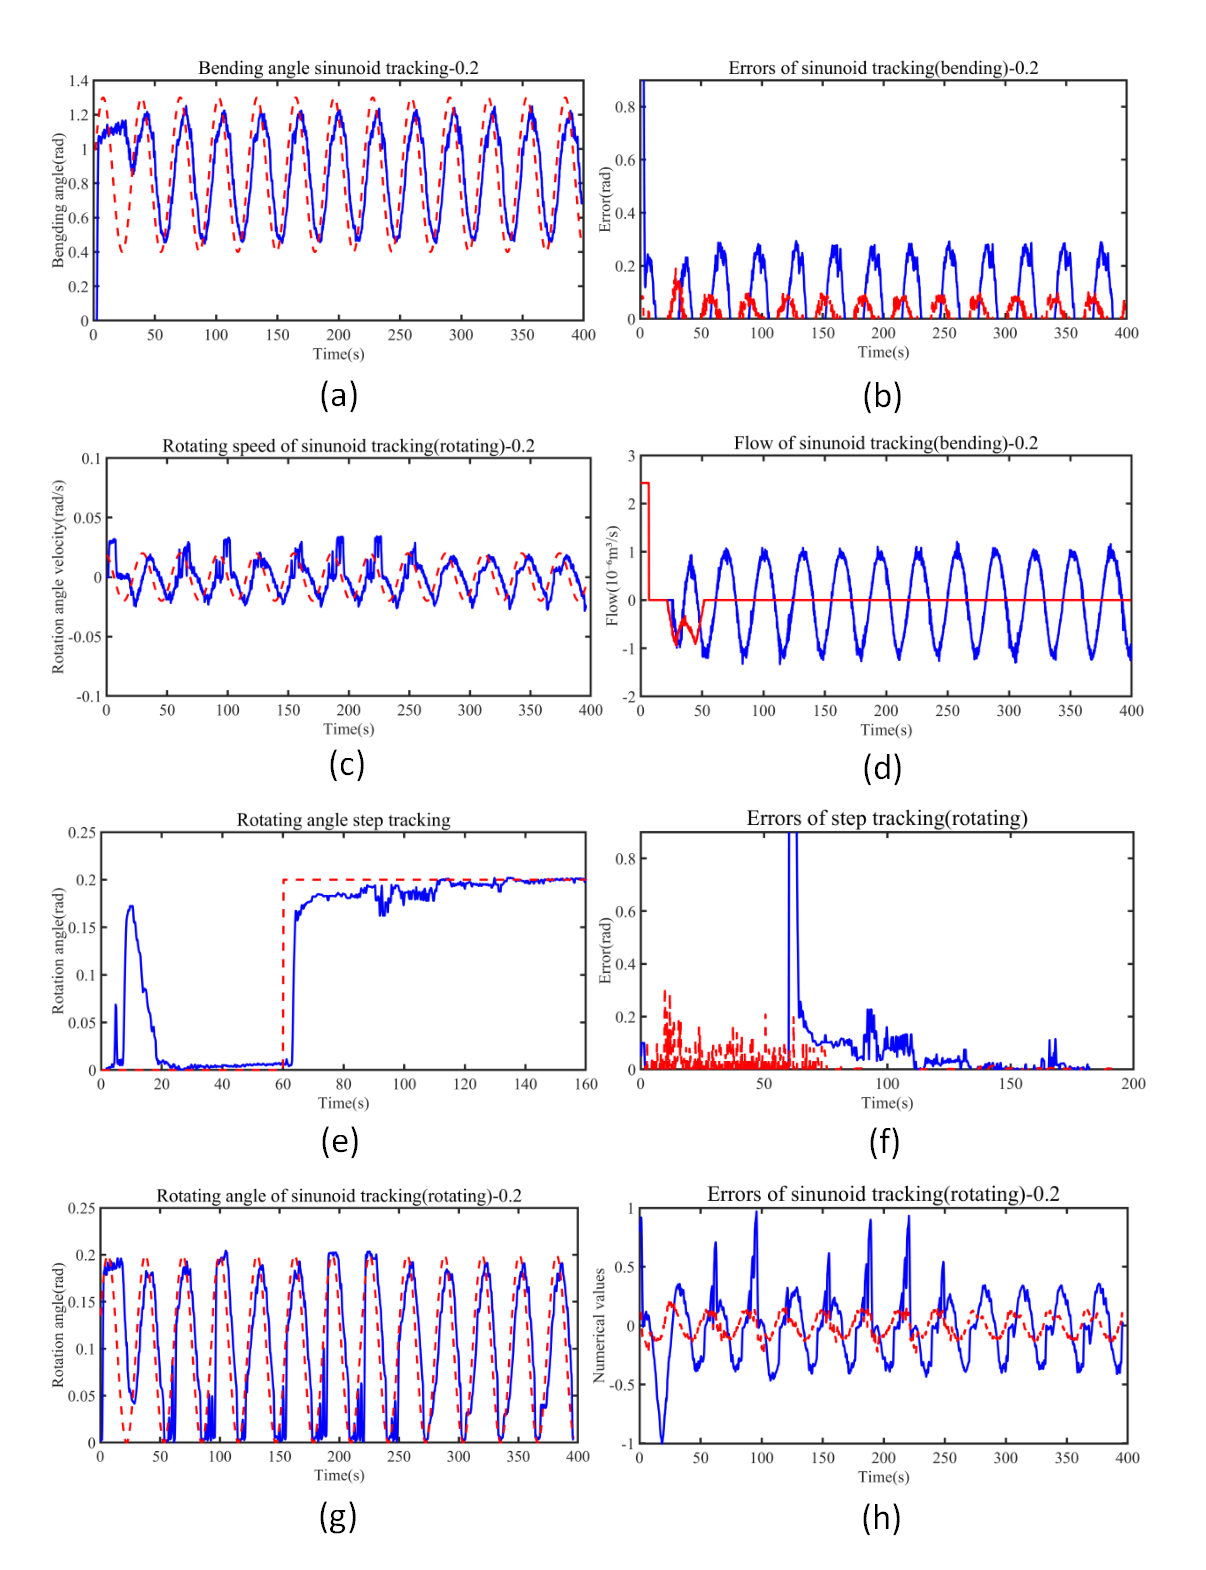 Bending angle sinunoid tracking-0.2
1.4
1.2
1
0.8
0.6
0.4
0.2
0
Bengding angle(rad)
0 50 100 150 200 250 300 350 400
Time(s)
(a)
Errors of sinunoid tracking(bending)-0.2
0.8
0.6
0.4
0.2
0
Error(rad)
0 50 100 150 200 250 300 350 400
Time(s)
(b)
Rotating speed of sinunoid tracking(rotating)-0.2
0.1
0.05
0
-0.05
-0.1
Rotation angle velocity(rad/s)
0 50 100 150 200 250 300 350 400
Time(s)
(c)
Flow of sinunoid tracking(bending)-0.2
3
2
1
0
-1
-2
Flow(10⁻⁶m³/s)
0 50 100 150 200 250 300 350 400
Time(s)
(d)
Rotating angle step tracking
0.25
0.2
0.15
0.1
0.05
0
Rotation angle(rad)
0 20 40 60 80 100 120 140 160
Time(s)
(e)
Errors of step tracking(rotating)
0.8
0.6
0.4
0.2
0
Error(rad)
0 50 100 150 200
Time(s)
(f)
Rotating angle of sinunoid tracking(rotating)-0.2
0.25
0.2
0.15
0.1
0.05
0
Rotation angle(rad)
0 50 100 150 200 250 300 350 400
Time(s)
(g)
Errors of sinunoid tracking(rotating)-0.2
1
0.5
0
-0.5
-1
Numerical values
0 50 100 150 200 250 300 350 400
Time(s)
(h)